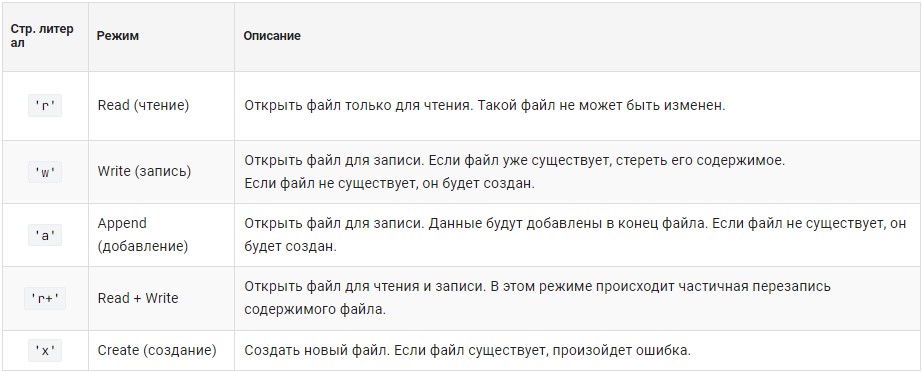 Стр. литер
ал
Режим
Описание
'r'
Read (чтение)
Открыть файл только для чтения. Такой файл не может быть изменен.
'w'
Write (запись)
Открыть файл для записи. Если файл уже существует, стереть его содержимое.
Если файл не существует, он будет создан.
'a'
Append
(добавление)
Открыть файл для записи. Данные будут добавлены в конец файла. Если файл не существует, он
будет создан.
'r+'
Read + Write
Открыть файл для чтения и записи. В этом режиме происходит частичная перезапись
содержимого файла.
'x'
Create (создание)
Создать новый файл. Если файл существует, произойдет ошибка.